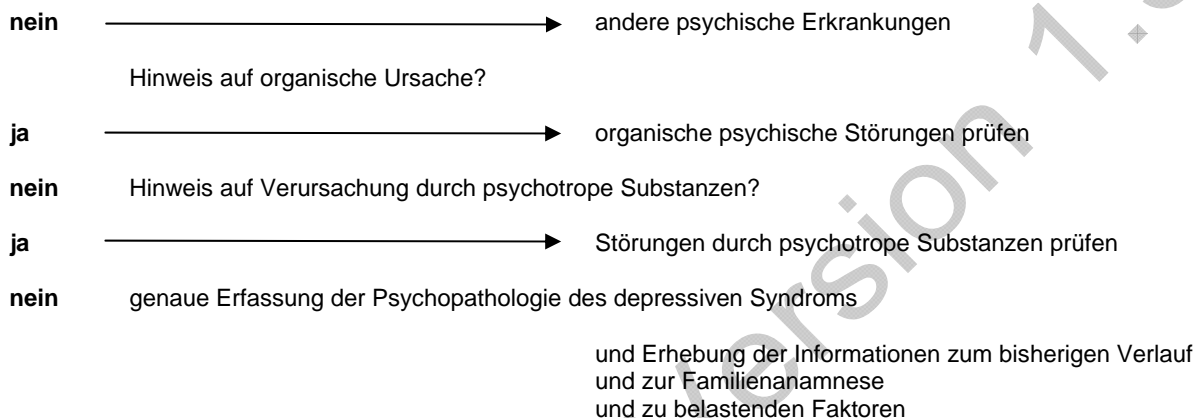 nein andere psychische Erkrankungen
Hinweis auf organische Ursache?
ja organische psychische Störungen prüfen
nein Hinweis auf Verursachung durch psychotrope Substanzen?
ja Störungen durch psychotrope Substanzen prüfen
nein genaue Erfassung der Psychopathologie des depressiven Syndroms
und Erhebung der Informationen zum bisherigen Verlauf
und zur Familienanamnese
und zu belastenden Faktoren